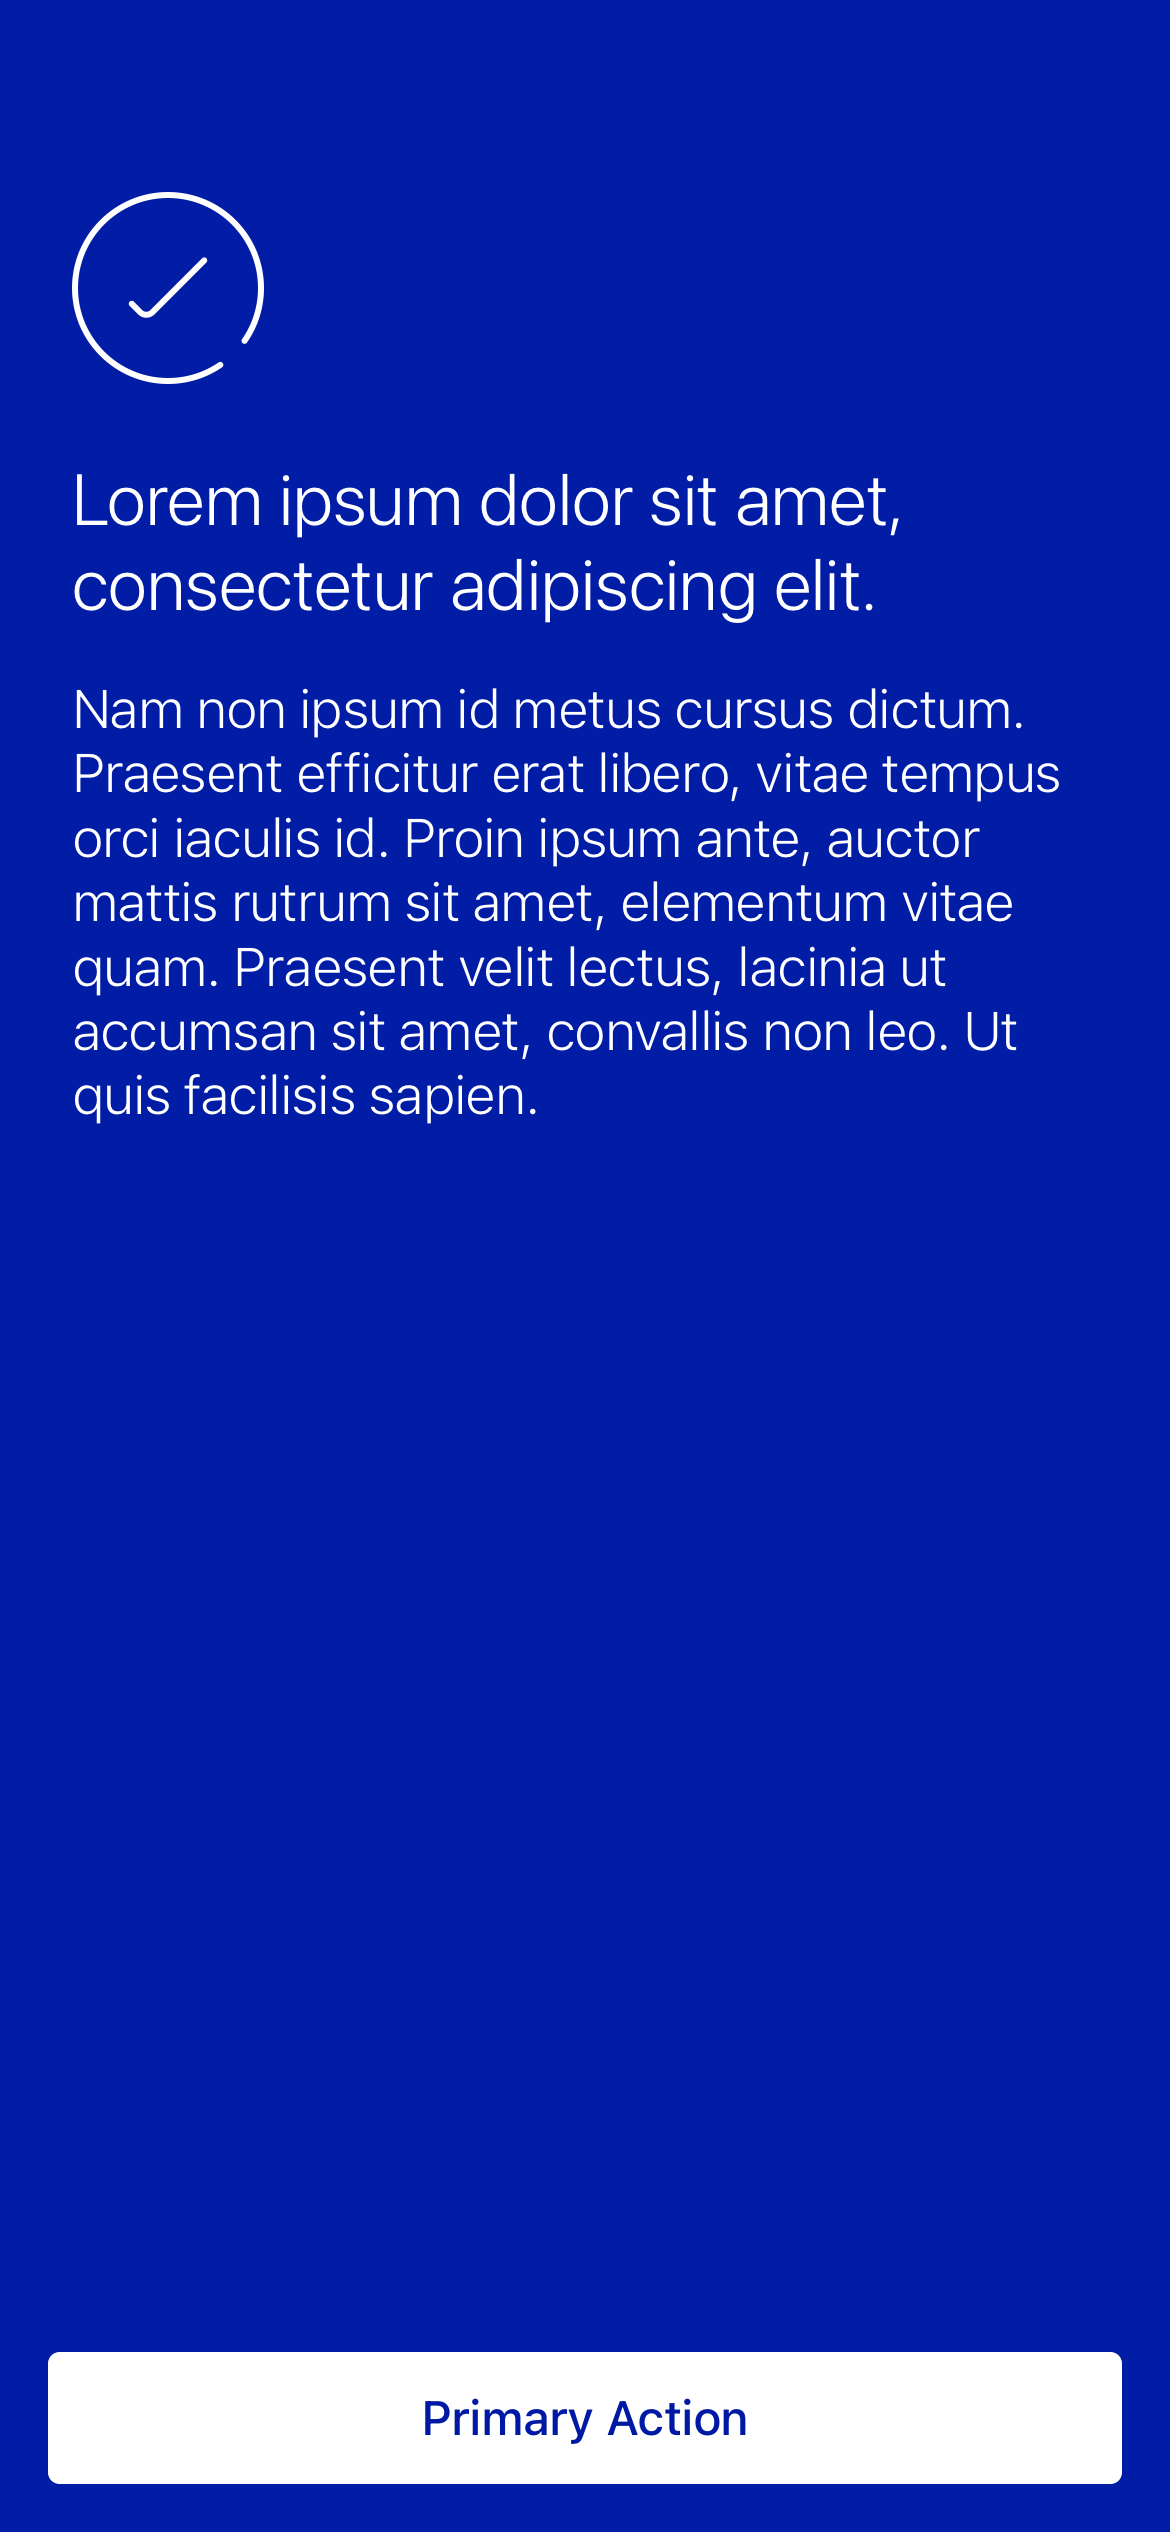 Lorem ipsum dolor sit amet,
consectetur adipiscing elit.
Nam non ipsum id metus cursus dictum.
Praesent efficitur erat libero, vitae tempus
orci iaculis id. Proin ipsum ante, auctor
mattis rutrum sit amet, elementum vitae
quam. Praesent velit lectus, lacinia ut
accumsan sit amet, convallis non leo. Ut
quis facilisis sapien.
Primary Action